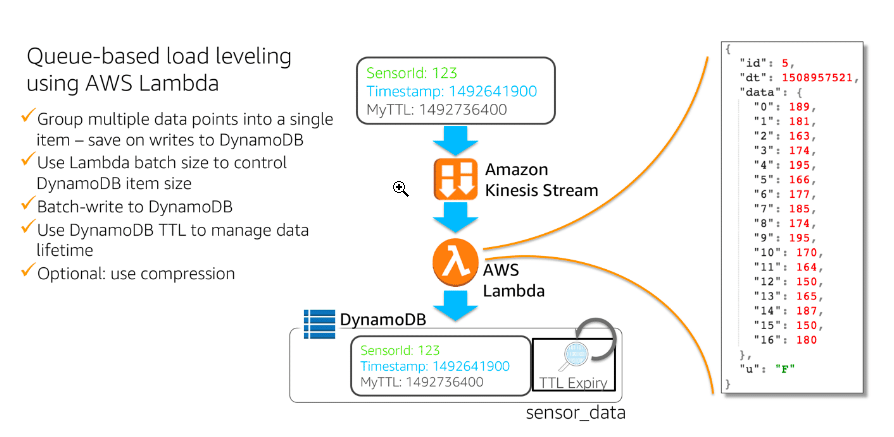 Queue-based load leveling
using AWS Lambda
Group multiple data points into a single
item – save on writes to DynamoDB
Use Lambda batch size to control
DynamoDB item size
Batch-write to DynamoDB
Use DynamoDB TTL to manage data
lifetime
Optional: use compression
SensorId: 123
Timestamp: 1492641900
MyTTL: 1492736400
Amazon
Kinesis Stream
AWS
Lambda
DynamoDB
SensorId: 123
Timestamp: 1492641900
MyTTL: 1492736400
TTL Expiry
sensor_data
{
"id": 5,
"dt": 1508957521,
"data": {
"0": 189,
"1": 181,
"2": 163,
"3": 174,
"4": 195,
"5": 166,
"6": 177,
"7": 185,
"8": 174,
"9": 195,
"10": 170,
"11": 164,
"12": 150,
"13": 165,
"14": 187,
"15": 150,
"16": 180
},
"u": "F"
}